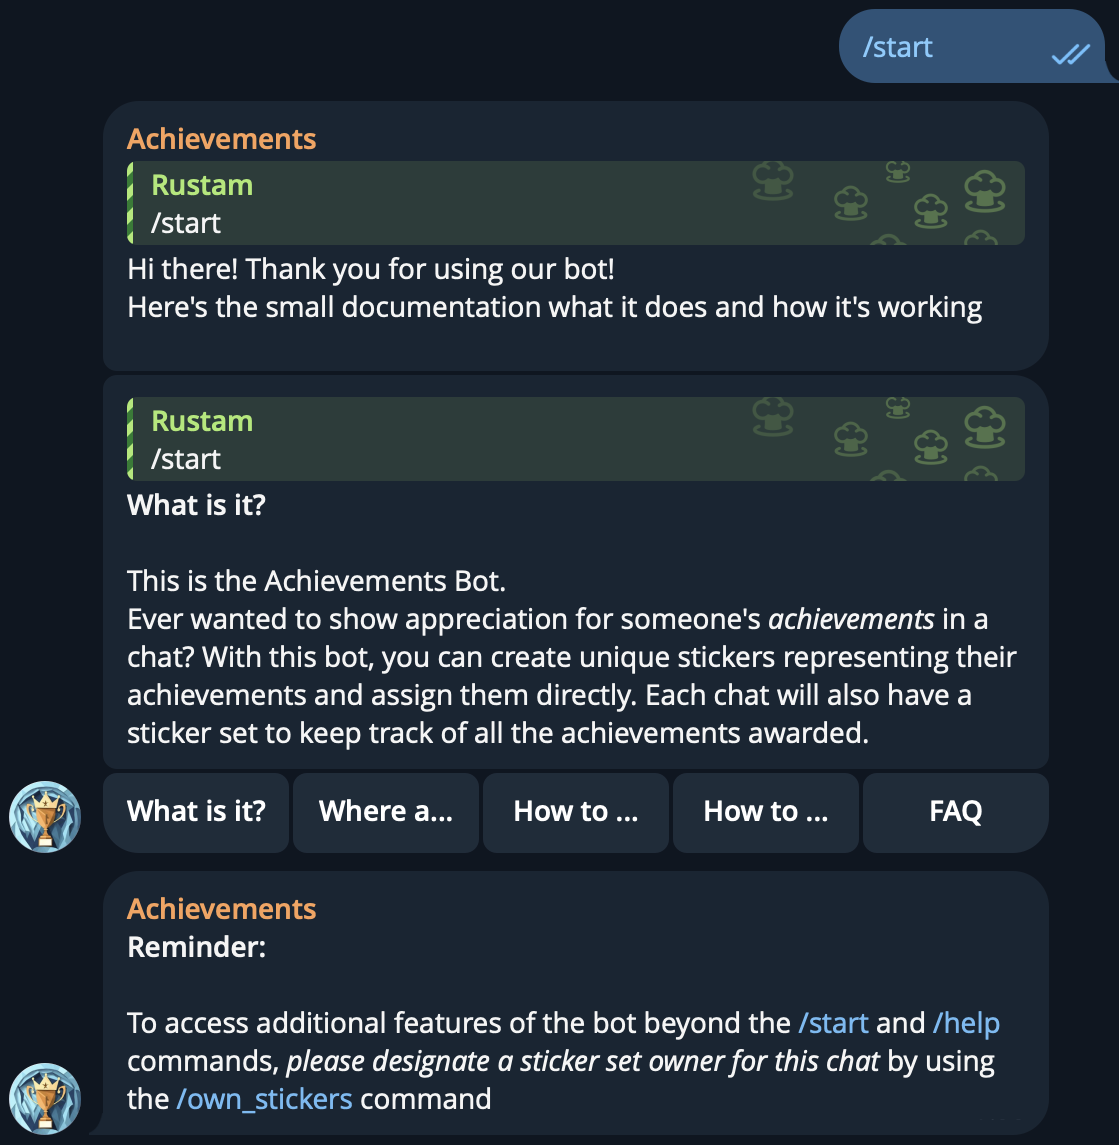 /start
Achievements
Rustam
/start
Hi there! Thank you for using our bot!
Here's the small documentation what it does and how it's working
Rustam
/start
What is it?
This is the Achievements Bot.
Ever wanted to show appreciation for someone's achievements in a
chat? With this bot, you can create unique stickers representing their
achievements and assign them directly. Each chat will also have a
sticker set to keep track of all the achievements awarded.
What is it?
Where a...
How to ...
How to ...
FAQ
Achievements
Reminder:
To access additional features of the bot beyond the /start and /help
commands, please designate a sticker set owner for this chat by using
the /own_stickers command